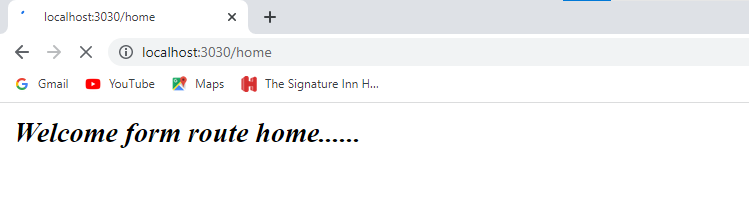 localhost:3030/home
localhost:3030/home
Gmail YouTube Maps The Signature Inn H...
Welcome form route home......